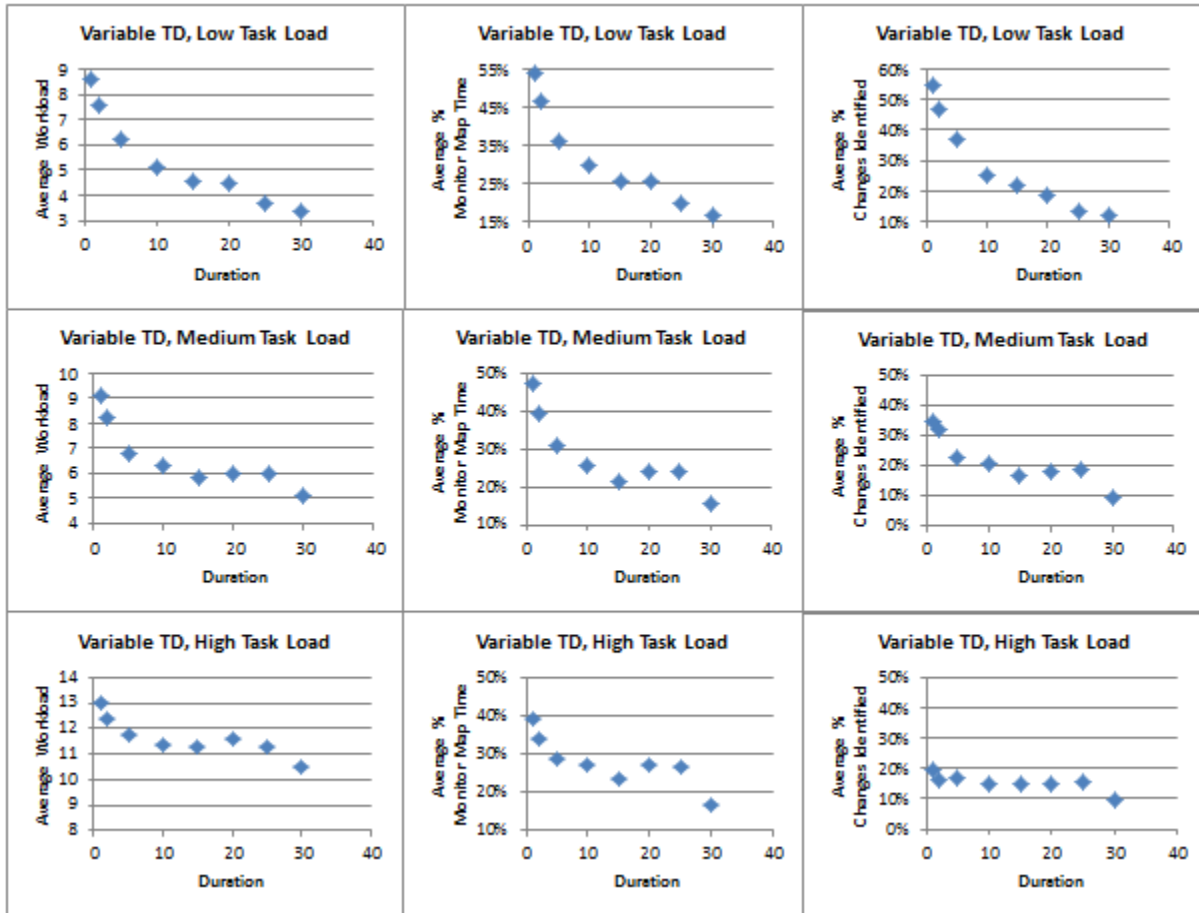 Variable TD, Low Task Load
Average Workload
9
8
7
6
5
4
3
0 10 20 30 40
Duration
Variable TD, Low Task Load
Average %
Monitor Map Time
55%
45%
35%
25%
15%
0 10 20 30 40
Duration
Variable TD, Low Task Load
Average %
Changes Identified
60%
50%
40%
30%
20%
10%
0 10 20 30 40
Duration
Variable TD, Medium Task Load
Average Workload
10
9
8
7
6
5
4
0 10 20 30 40
Duration
Variable TD, Medium Task Load
Average %
Monitor Map Time
50%
40%
30%
20%
10%
0 10 20 30 40
Duration
Variable TD, Medium Task Load
Average %
Changes Identified
50%
40%
30%
20%
10%
0%
0 10 20 30 40
Duration
Variable TD, High Task Load
Average Workload
14
13
12
11
10
9
8
0 10 20 30 40
Duration
Variable TD, High Task Load
Average %
Monitor Map Time
50%
40%
30%
20%
10%
0 10 20 30 40
Duration
Variable TD, High Task Load
Average %
Changes Identified
50%
40%
30%
20%
10%
0%
0 10 20 30 40
Duration